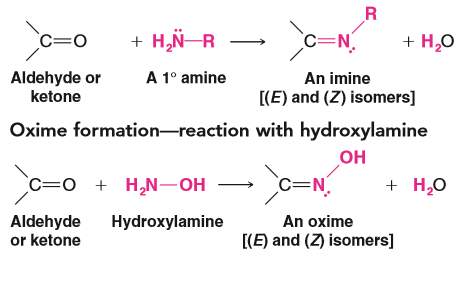 R
C=O + H₂N̈—R ⟶ C=N: + H₂O
Aldehyde or ketone A 1° amine An imine
[(E) and (Z) isomers]
Oxime formation—reaction with hydroxylamine
OH
C=O + H₂N—OH ⟶ C=N: + H₂O
Aldehyde or ketone Hydroxylamine An oxime
[(E) and (Z) isomers]